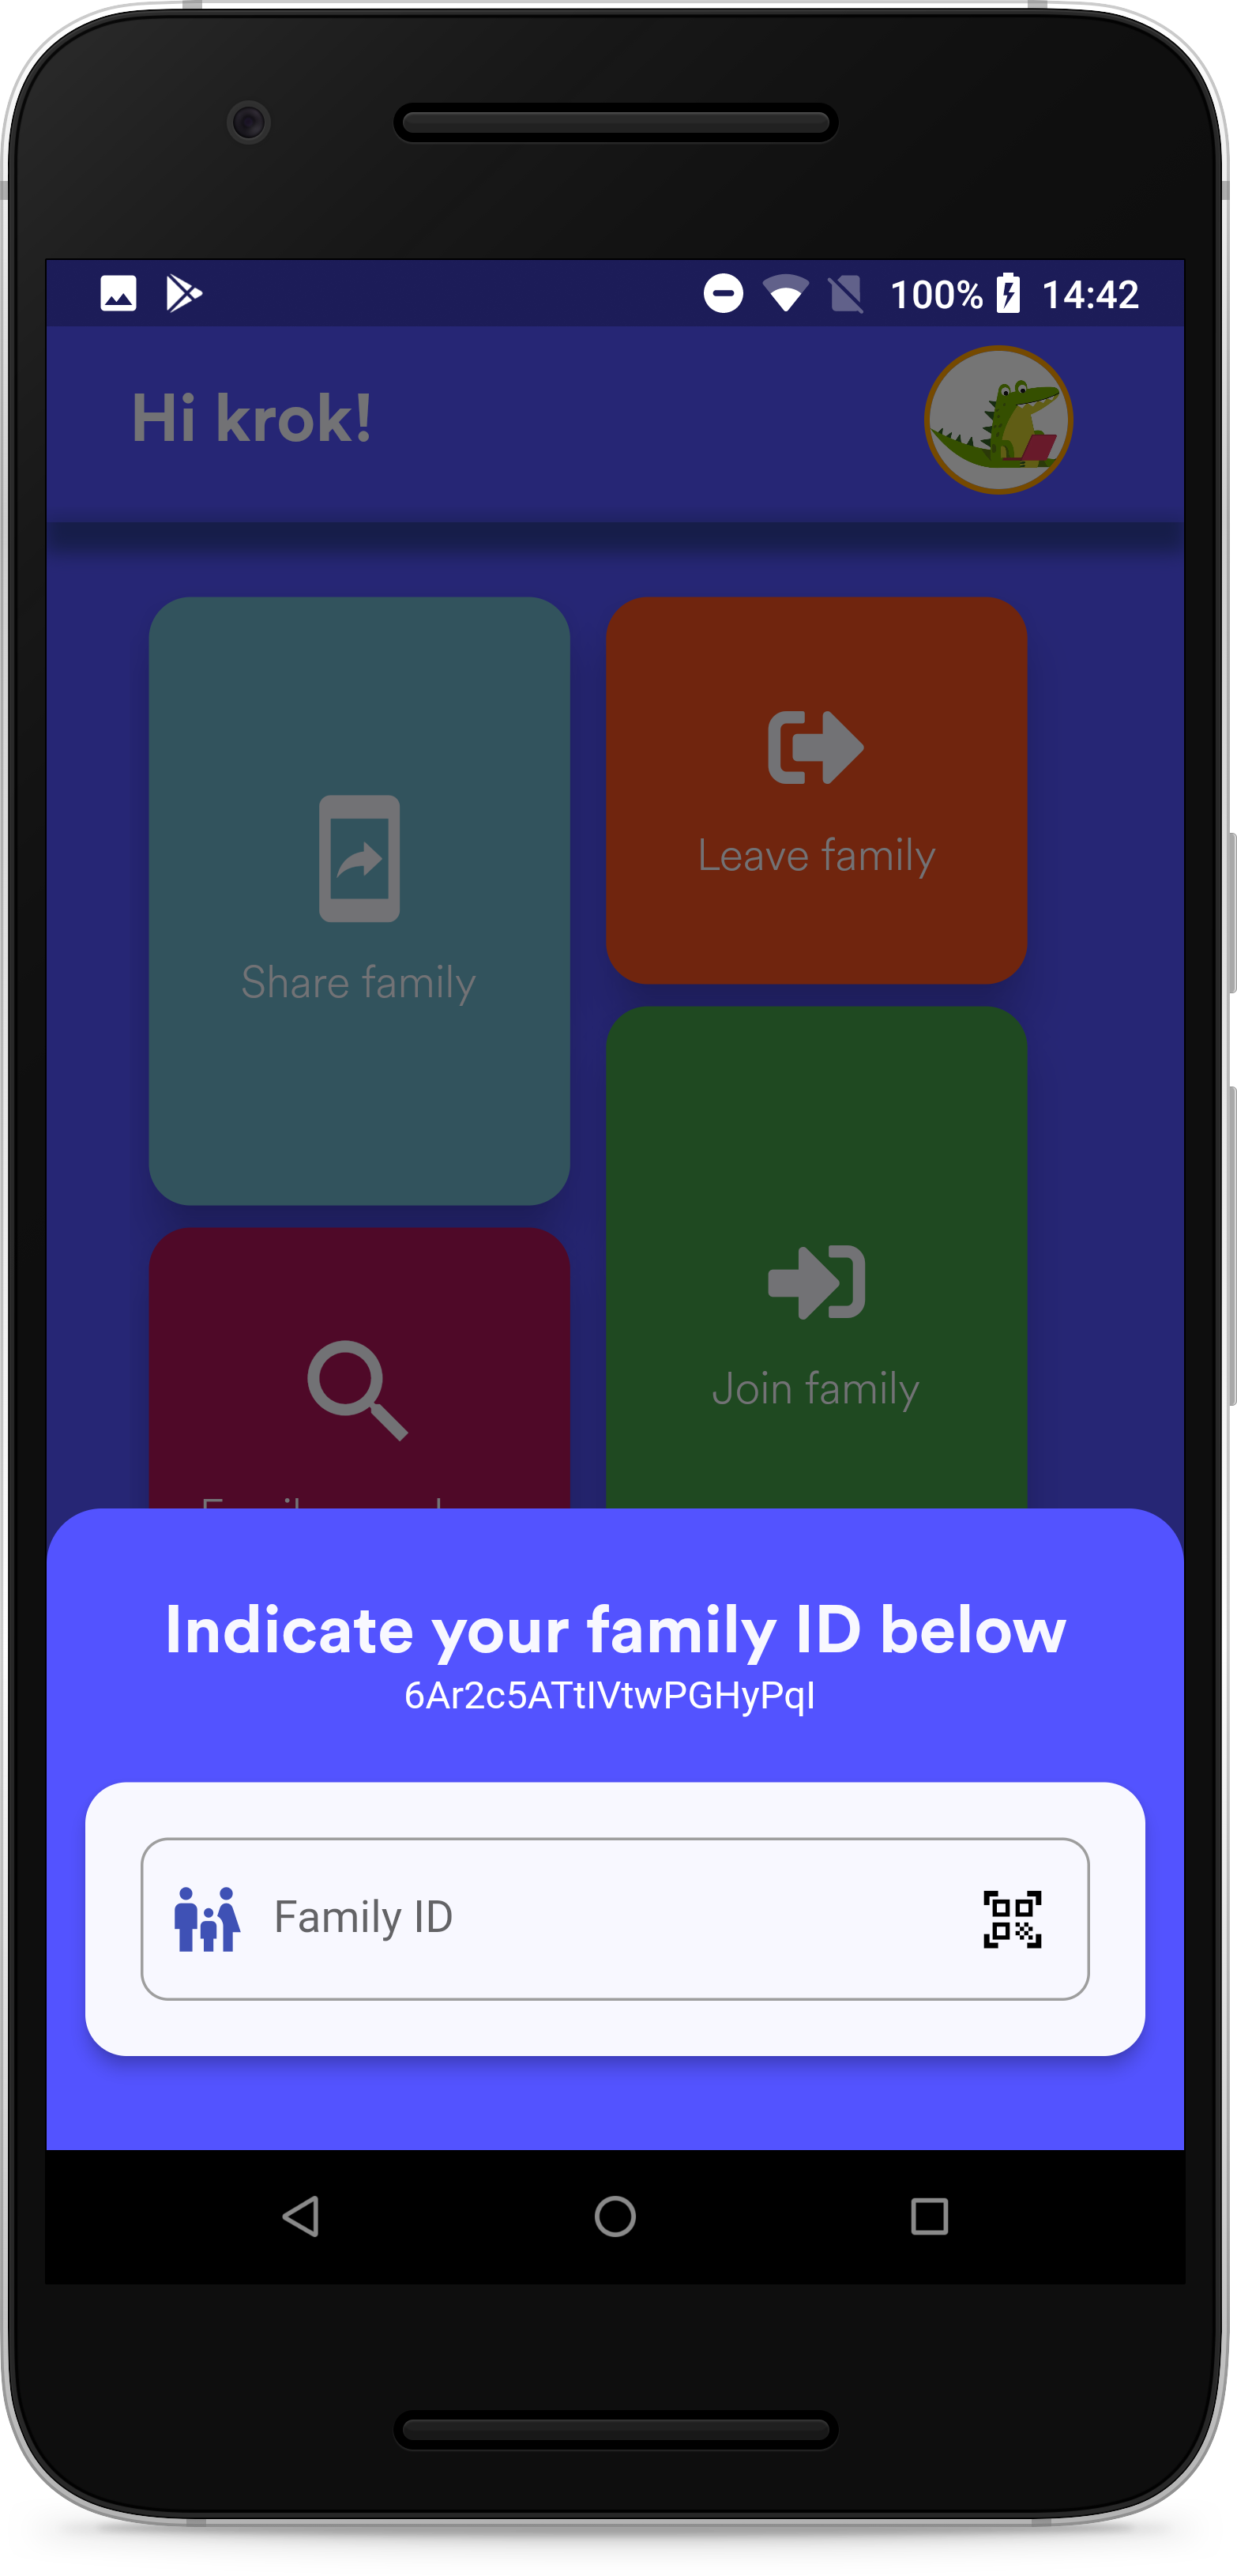 100% 14:42
Hi krok!
Leave family
Share family
Join family
Indicate your family ID below
6Ar2c5ATtIVtwPGHyPqI
Family ID